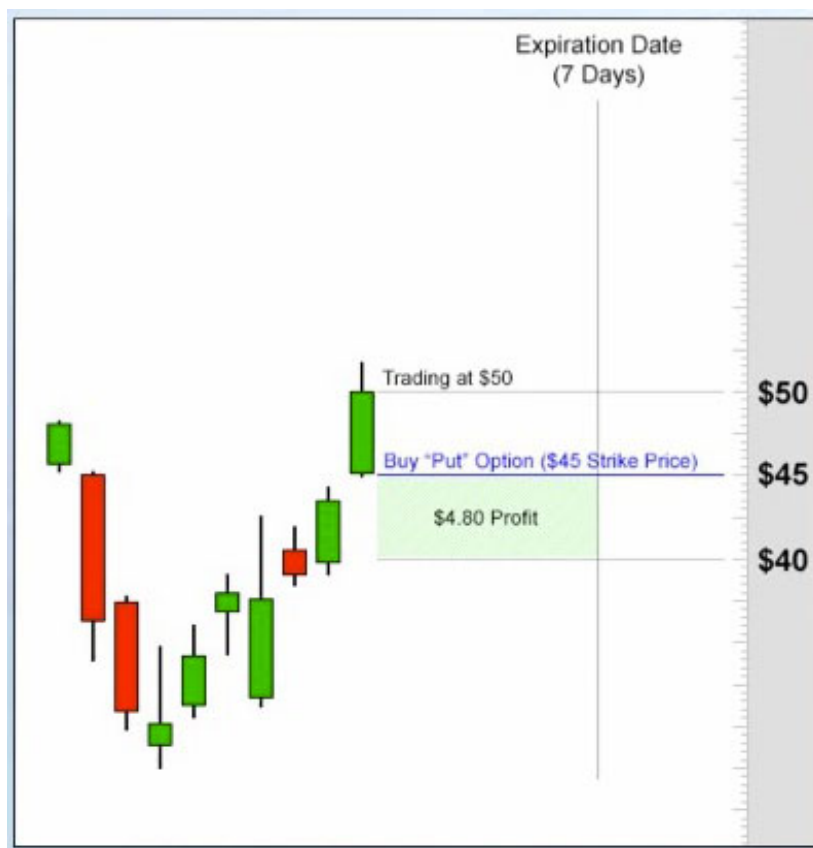 Expiration Date
(7 Days)
Trading at $50
$50
Buy “Put” Option ($45 Strike Price)
$45
$4.80 Profit
$40